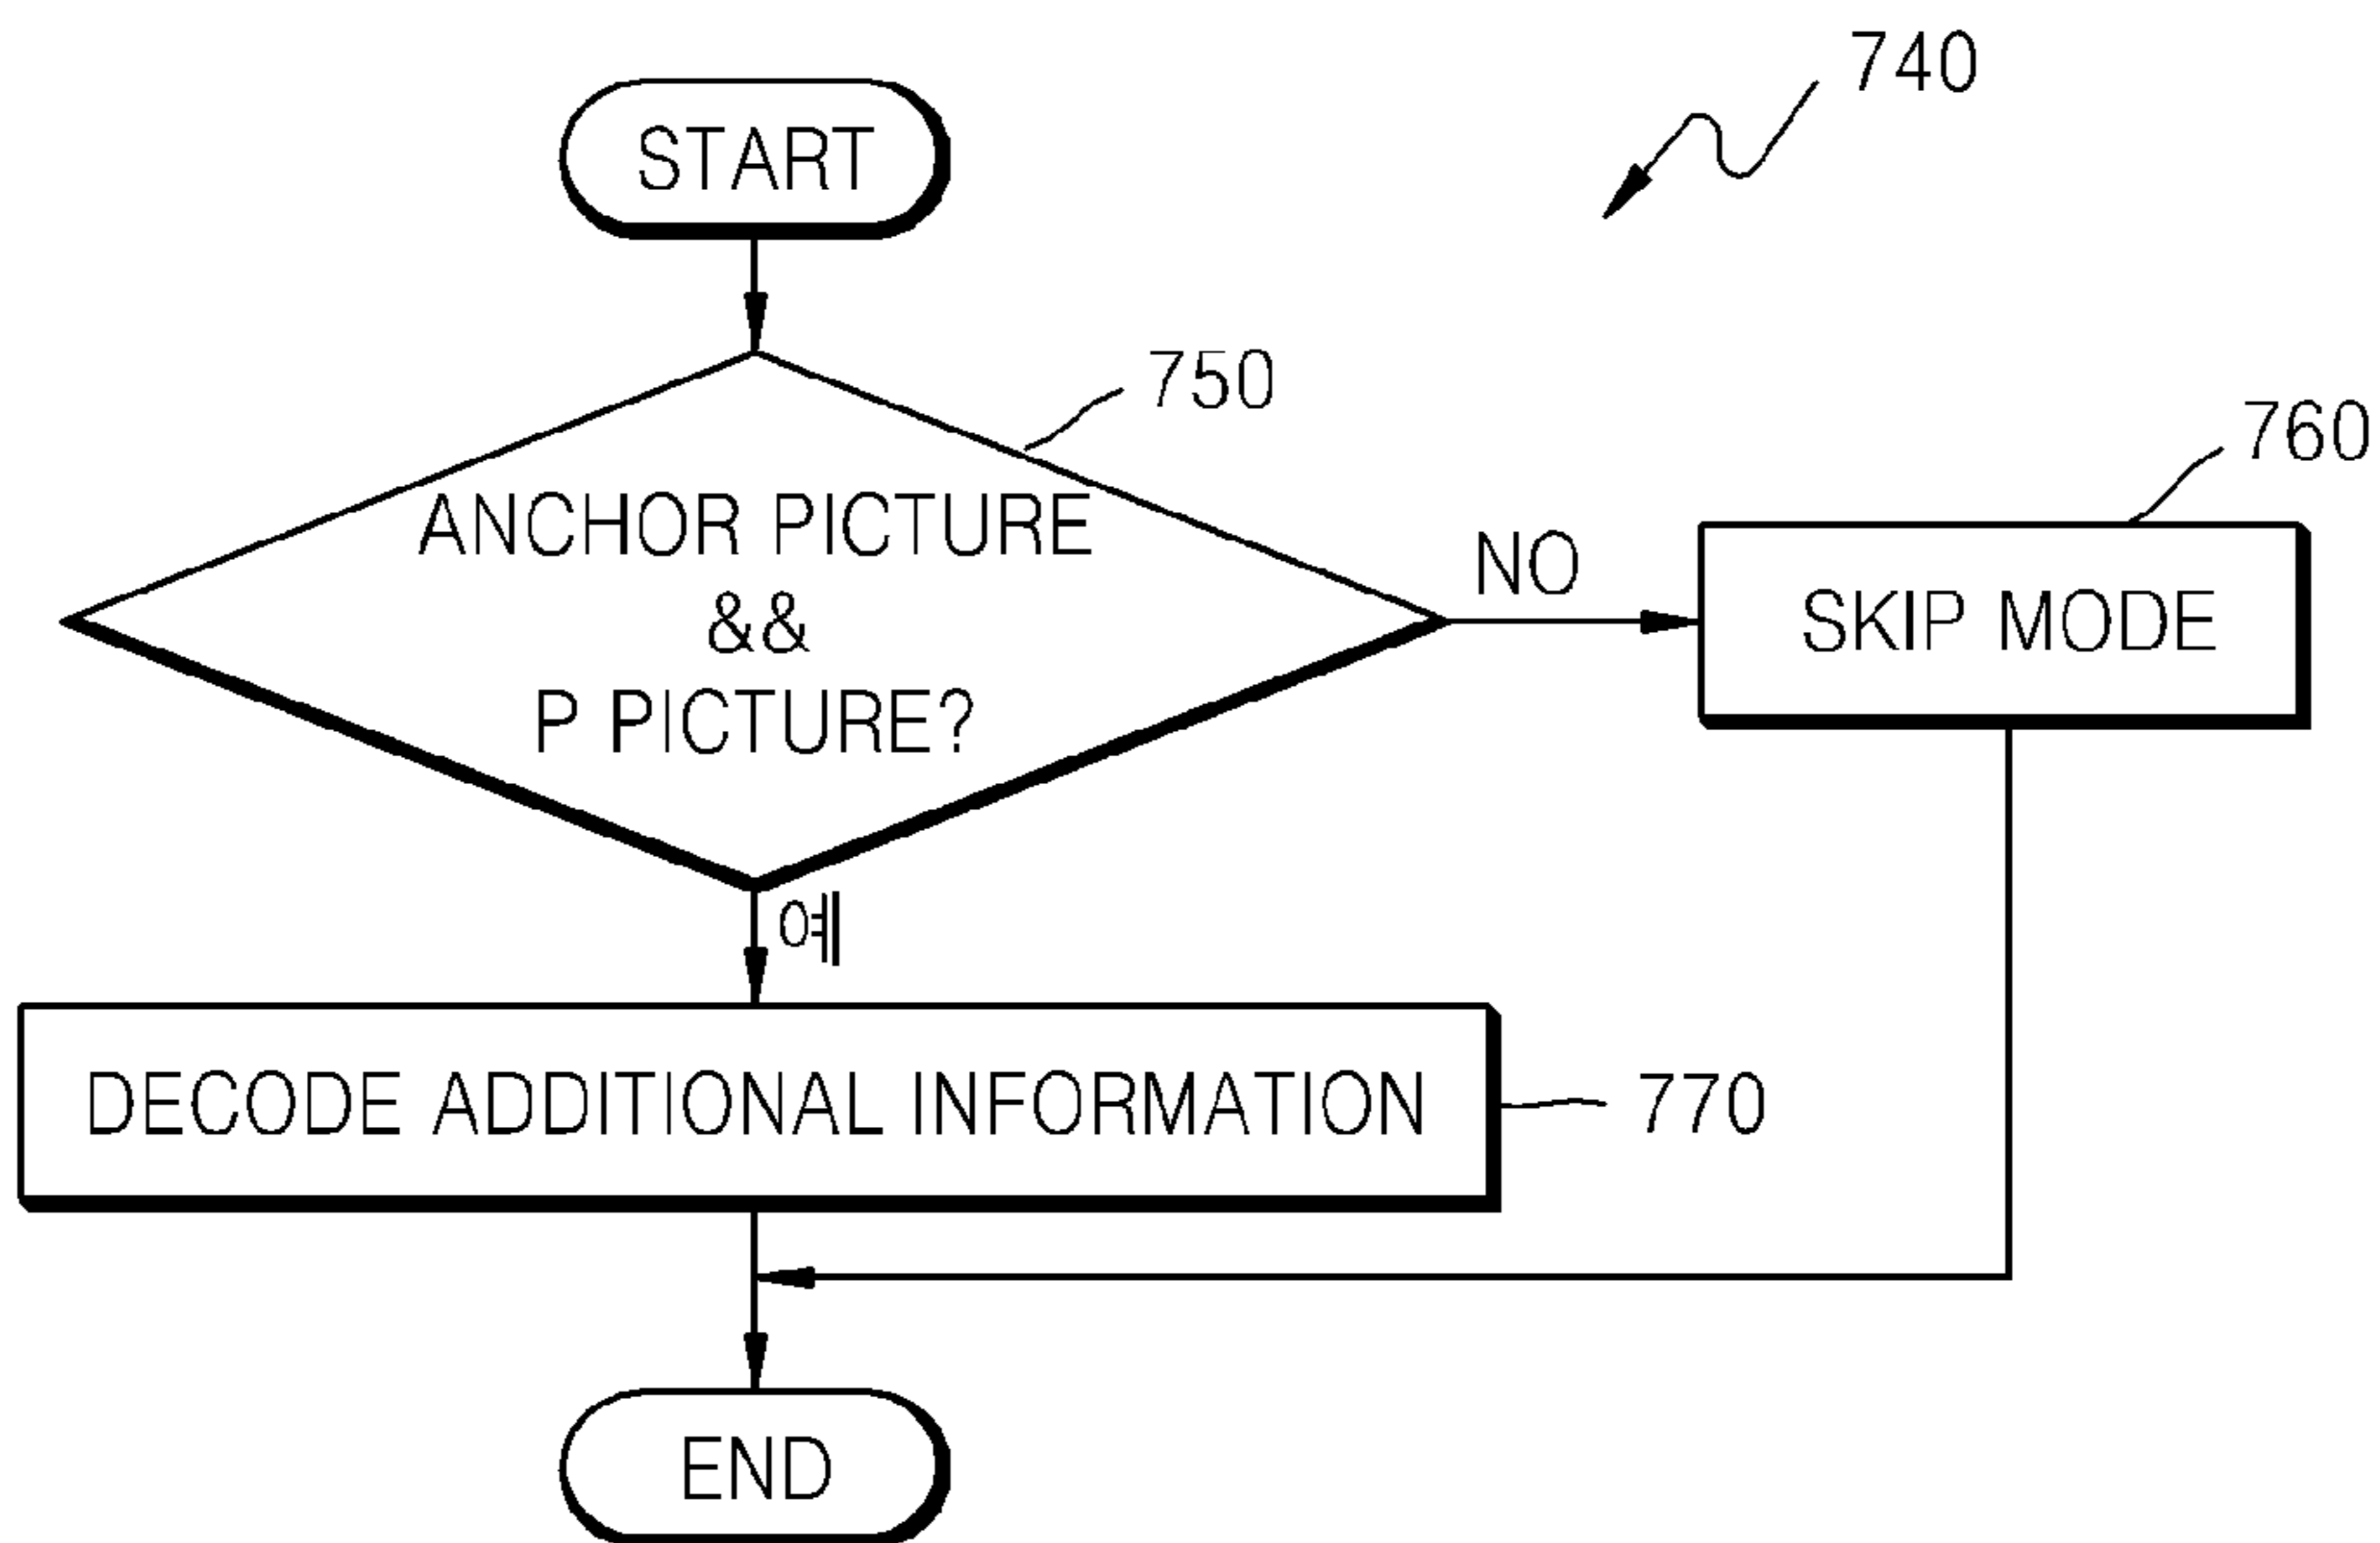 740
START
750
760
ANCHOR PICTURE
&&
P PICTURE?
NO
SKIP MODE
예
DECODE ADDITIONAL INFORMATION
770
END